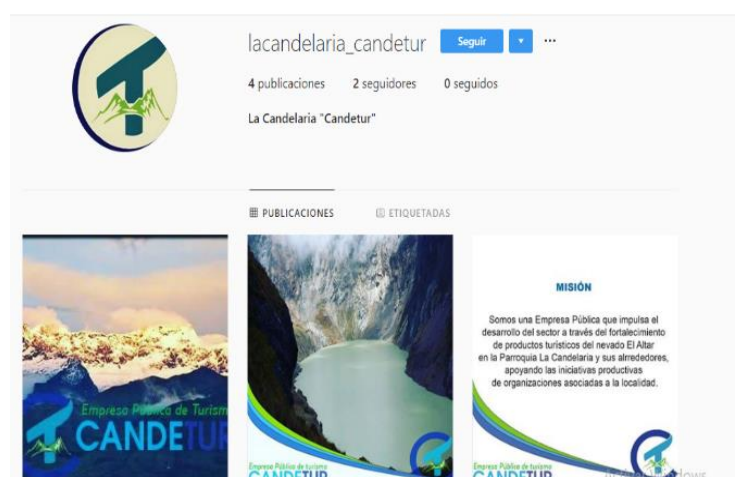 lacandelaria_candetur Seguir
4 publicaciones 2 seguidores 0 seguidos
La Candelaria "Candetur"
PUBLICACIONES ETIQUETADAS
Empresa Pública de Turism
CANDETUR
Empresa Pública de turismo
CANDETUR
MISIÓN
Somos una Empresa Pública que impulsa el
desarrollo del sector a través del fortalecimiento
de productos turísticos del nevado El Altar
en la Parroquia La Candelaria y sus alrrededores,
apoyando las iniciativas productivas
de organizaciones asociadas a la localidad.
Empresa Pública de turismo
CANDETUR